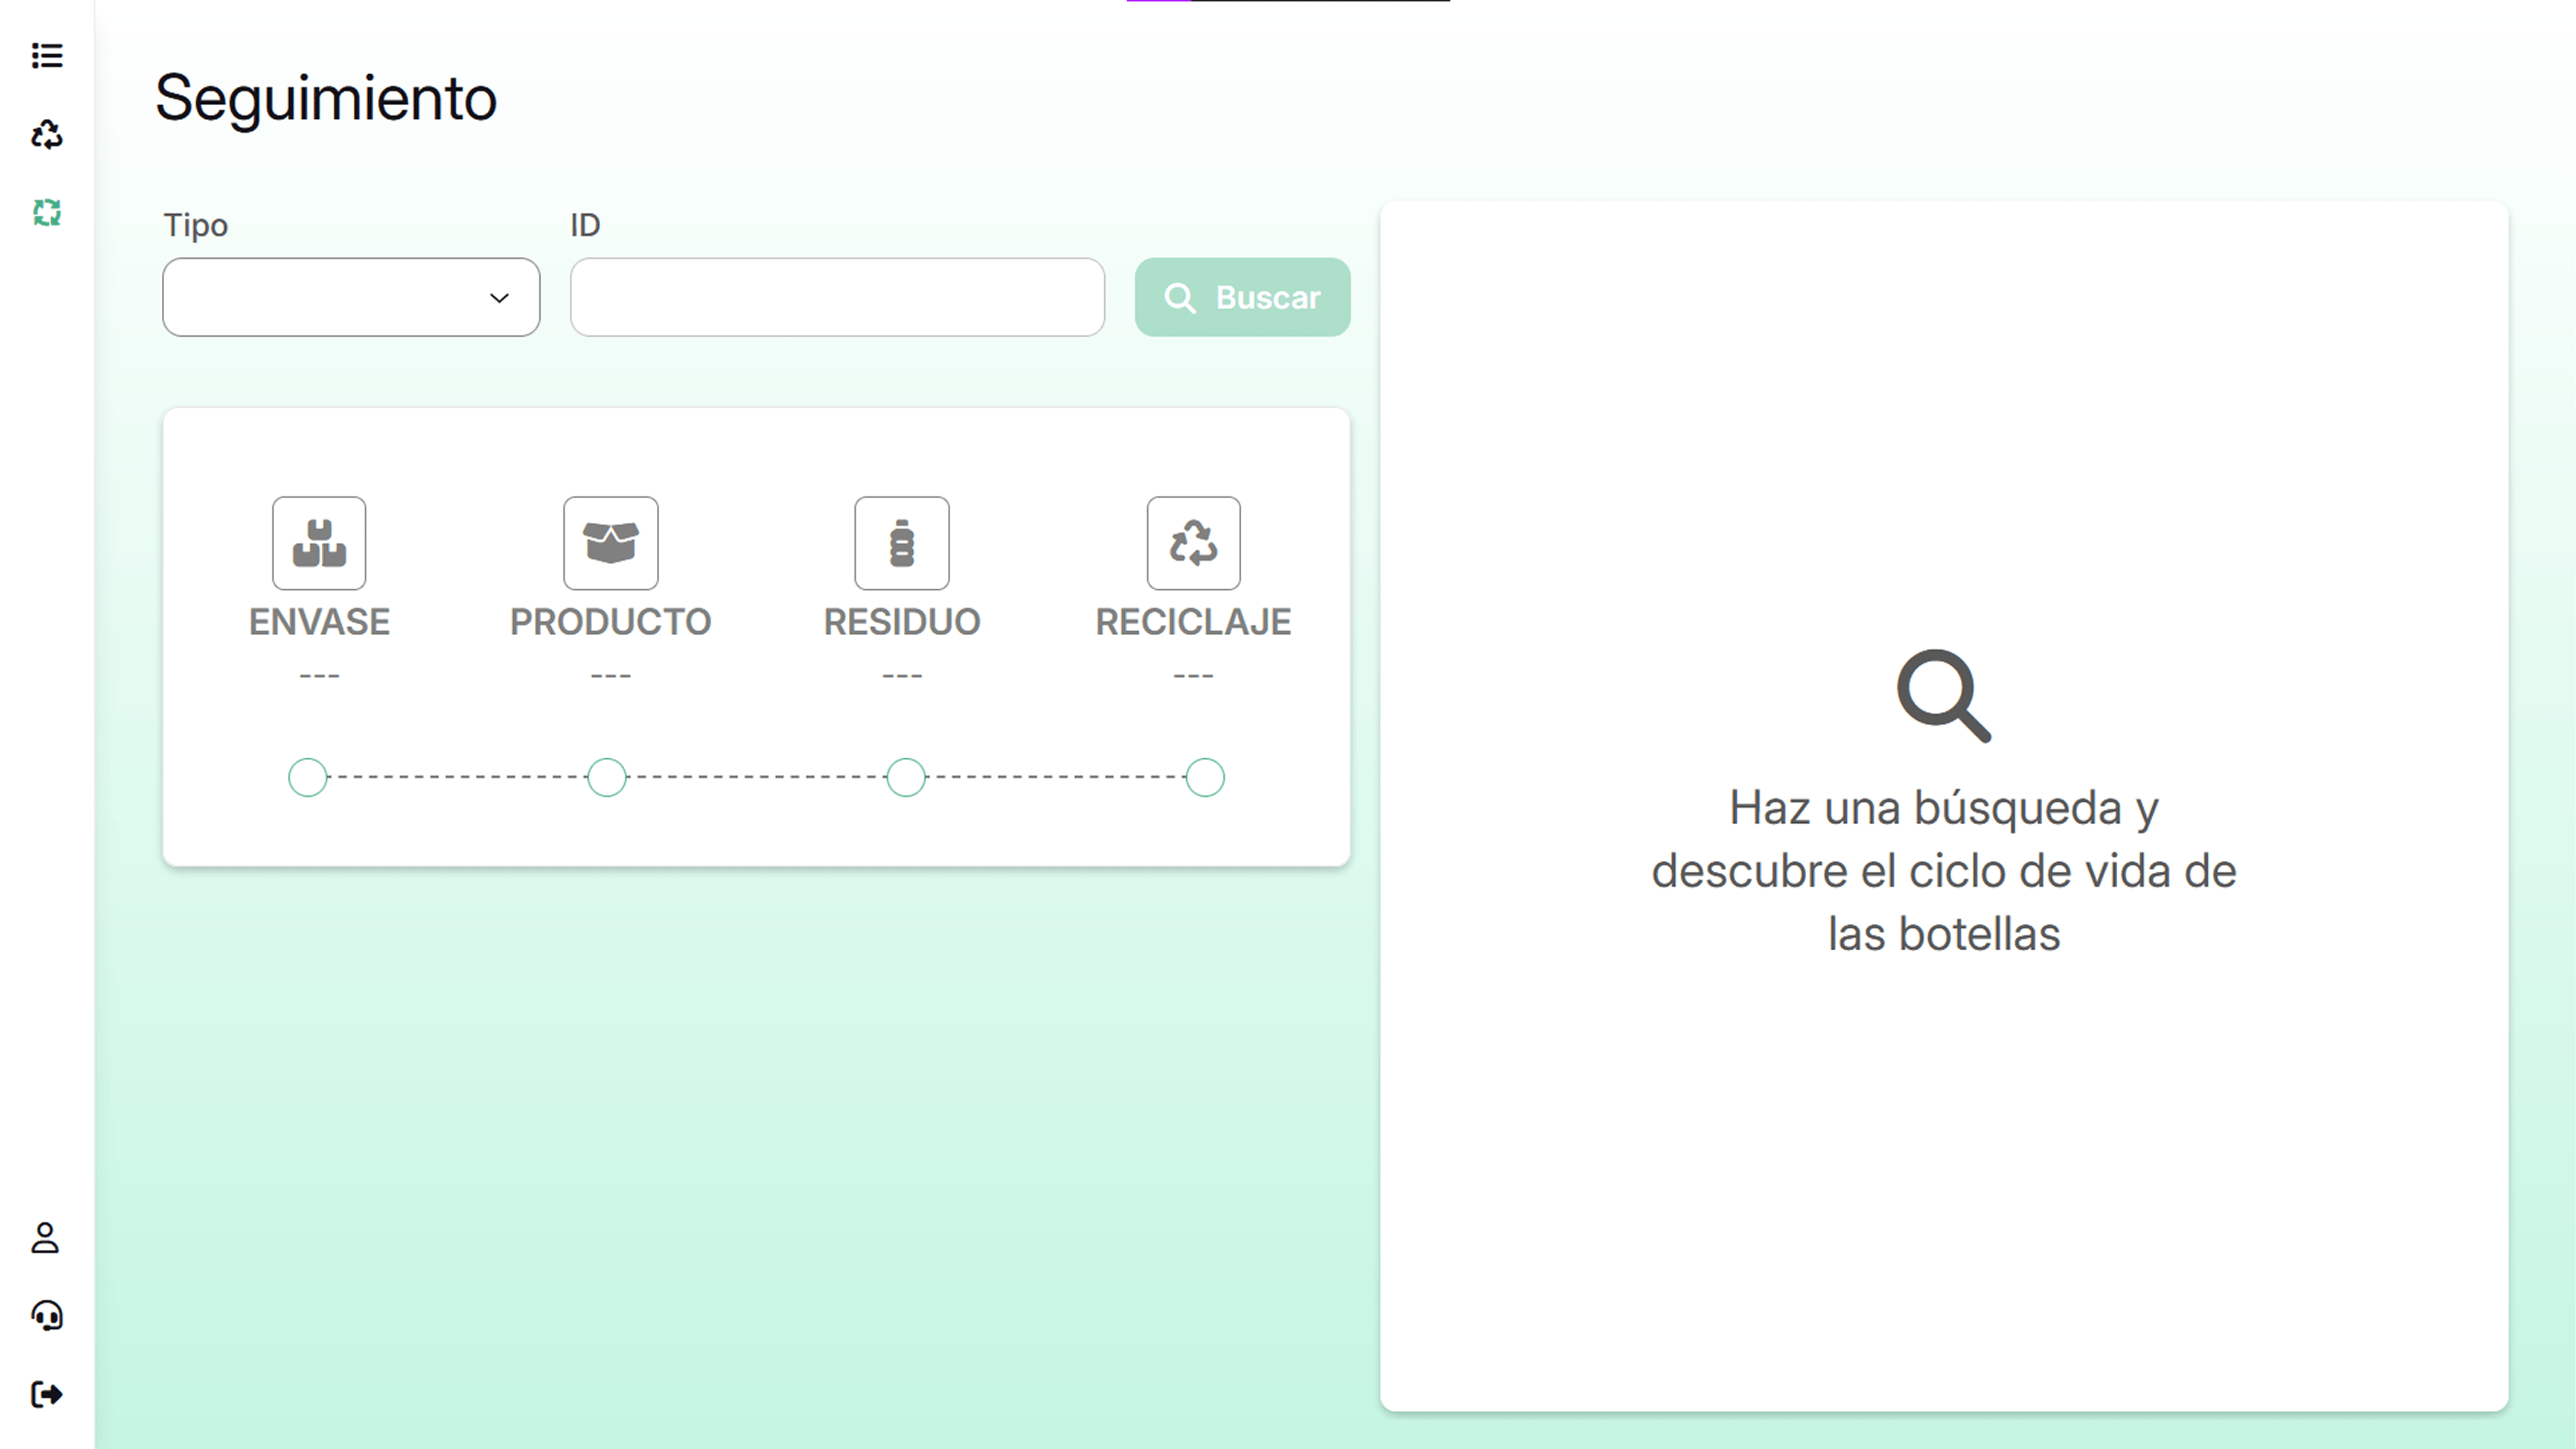 Seguimiento
Tipo
ID
Buscar
ENVASE
PRODUCTO
RESIDUO
RECICLAJE
---
---
---
---
Haz una búsqueda y
descubre el ciclo de vida de
las botellas